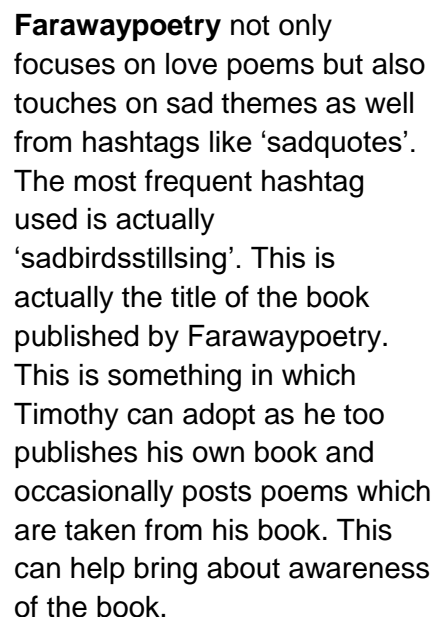 Farawaypoetry not only
focuses on love poems but also
touches on sad themes as well
from hashtags like ‘sadquotes’.
The most frequent hashtag
used is actually
‘sadbirdsstillsing’. This is
actually the title of the book
published by Farawaypoetry.
This is something in which
Timothy can adopt as he too
publishes his own book and
occasionally posts poems which
are taken from his book. This
can help bring about awareness
of the book.